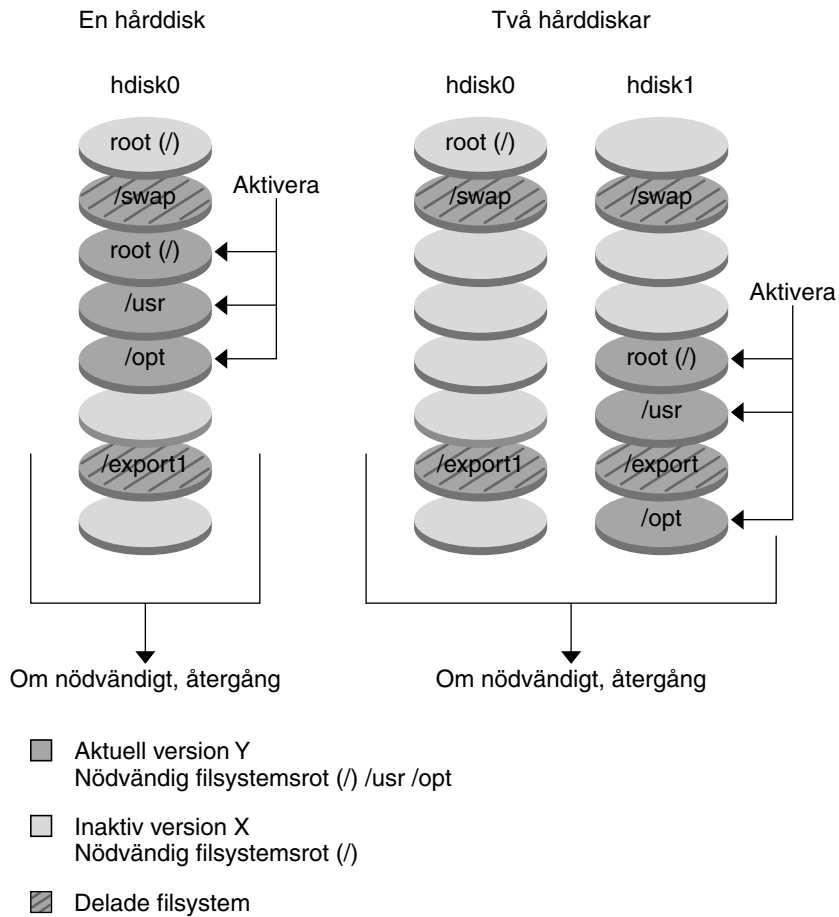 En hårddisk
hdisk0
root (/)
/swap
Aktivera
root (/)
/usr
/opt
/export1
Om nödvändigt, återgång
Två hårddiskar
hdisk0
hdisk1
root (/)
/swap
/swap
Aktivera
root (/)
/usr
/export1
/export
/opt
Om nödvändigt, återgång
Aktuell version Y
Nödvändig filsystemsrot (/) /usr /opt
Inaktiv version X
Nödvändig filsystemsrot (/)
Delade filsystem